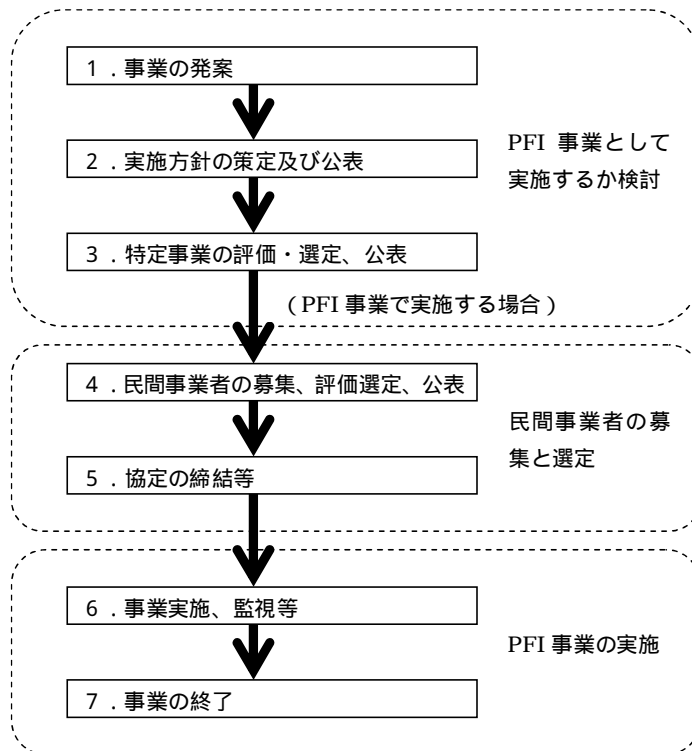 １．事業の発案
２．実施方針の策定及び公表
PFI 事業として
実施するか検討
３．特定事業の評価・選定、公表
（PFI 事業で実施する場合）
４．民間事業者の募集、評価選定、公表
民間事業者の募
集と選定
５．協定の締結等
６．事業実施、監視等
PFI 事業の実施
７．事業の終了